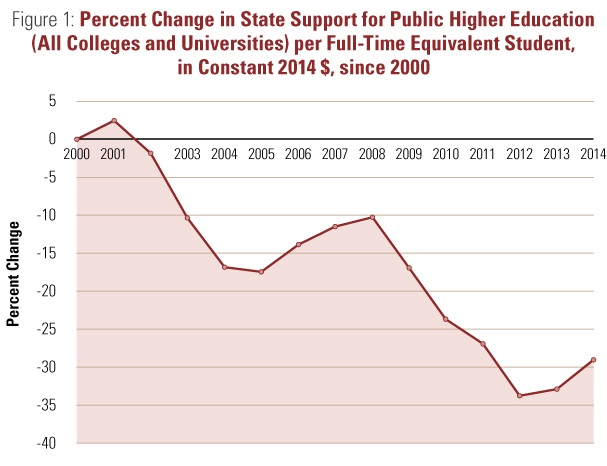 Figure 1: Percent Change in State Support for Public Higher Education
(All Colleges and Universities) per Full-Time Equivalent Student,
in Constant 2014 $, since 2000
5
0
2000 2001 2003 2004 2005 2006 2007 2008 2009 2010 2011 2012 2013 2014
-5
-10
-15
-20
-25
-30
-35
-40
Percent Change